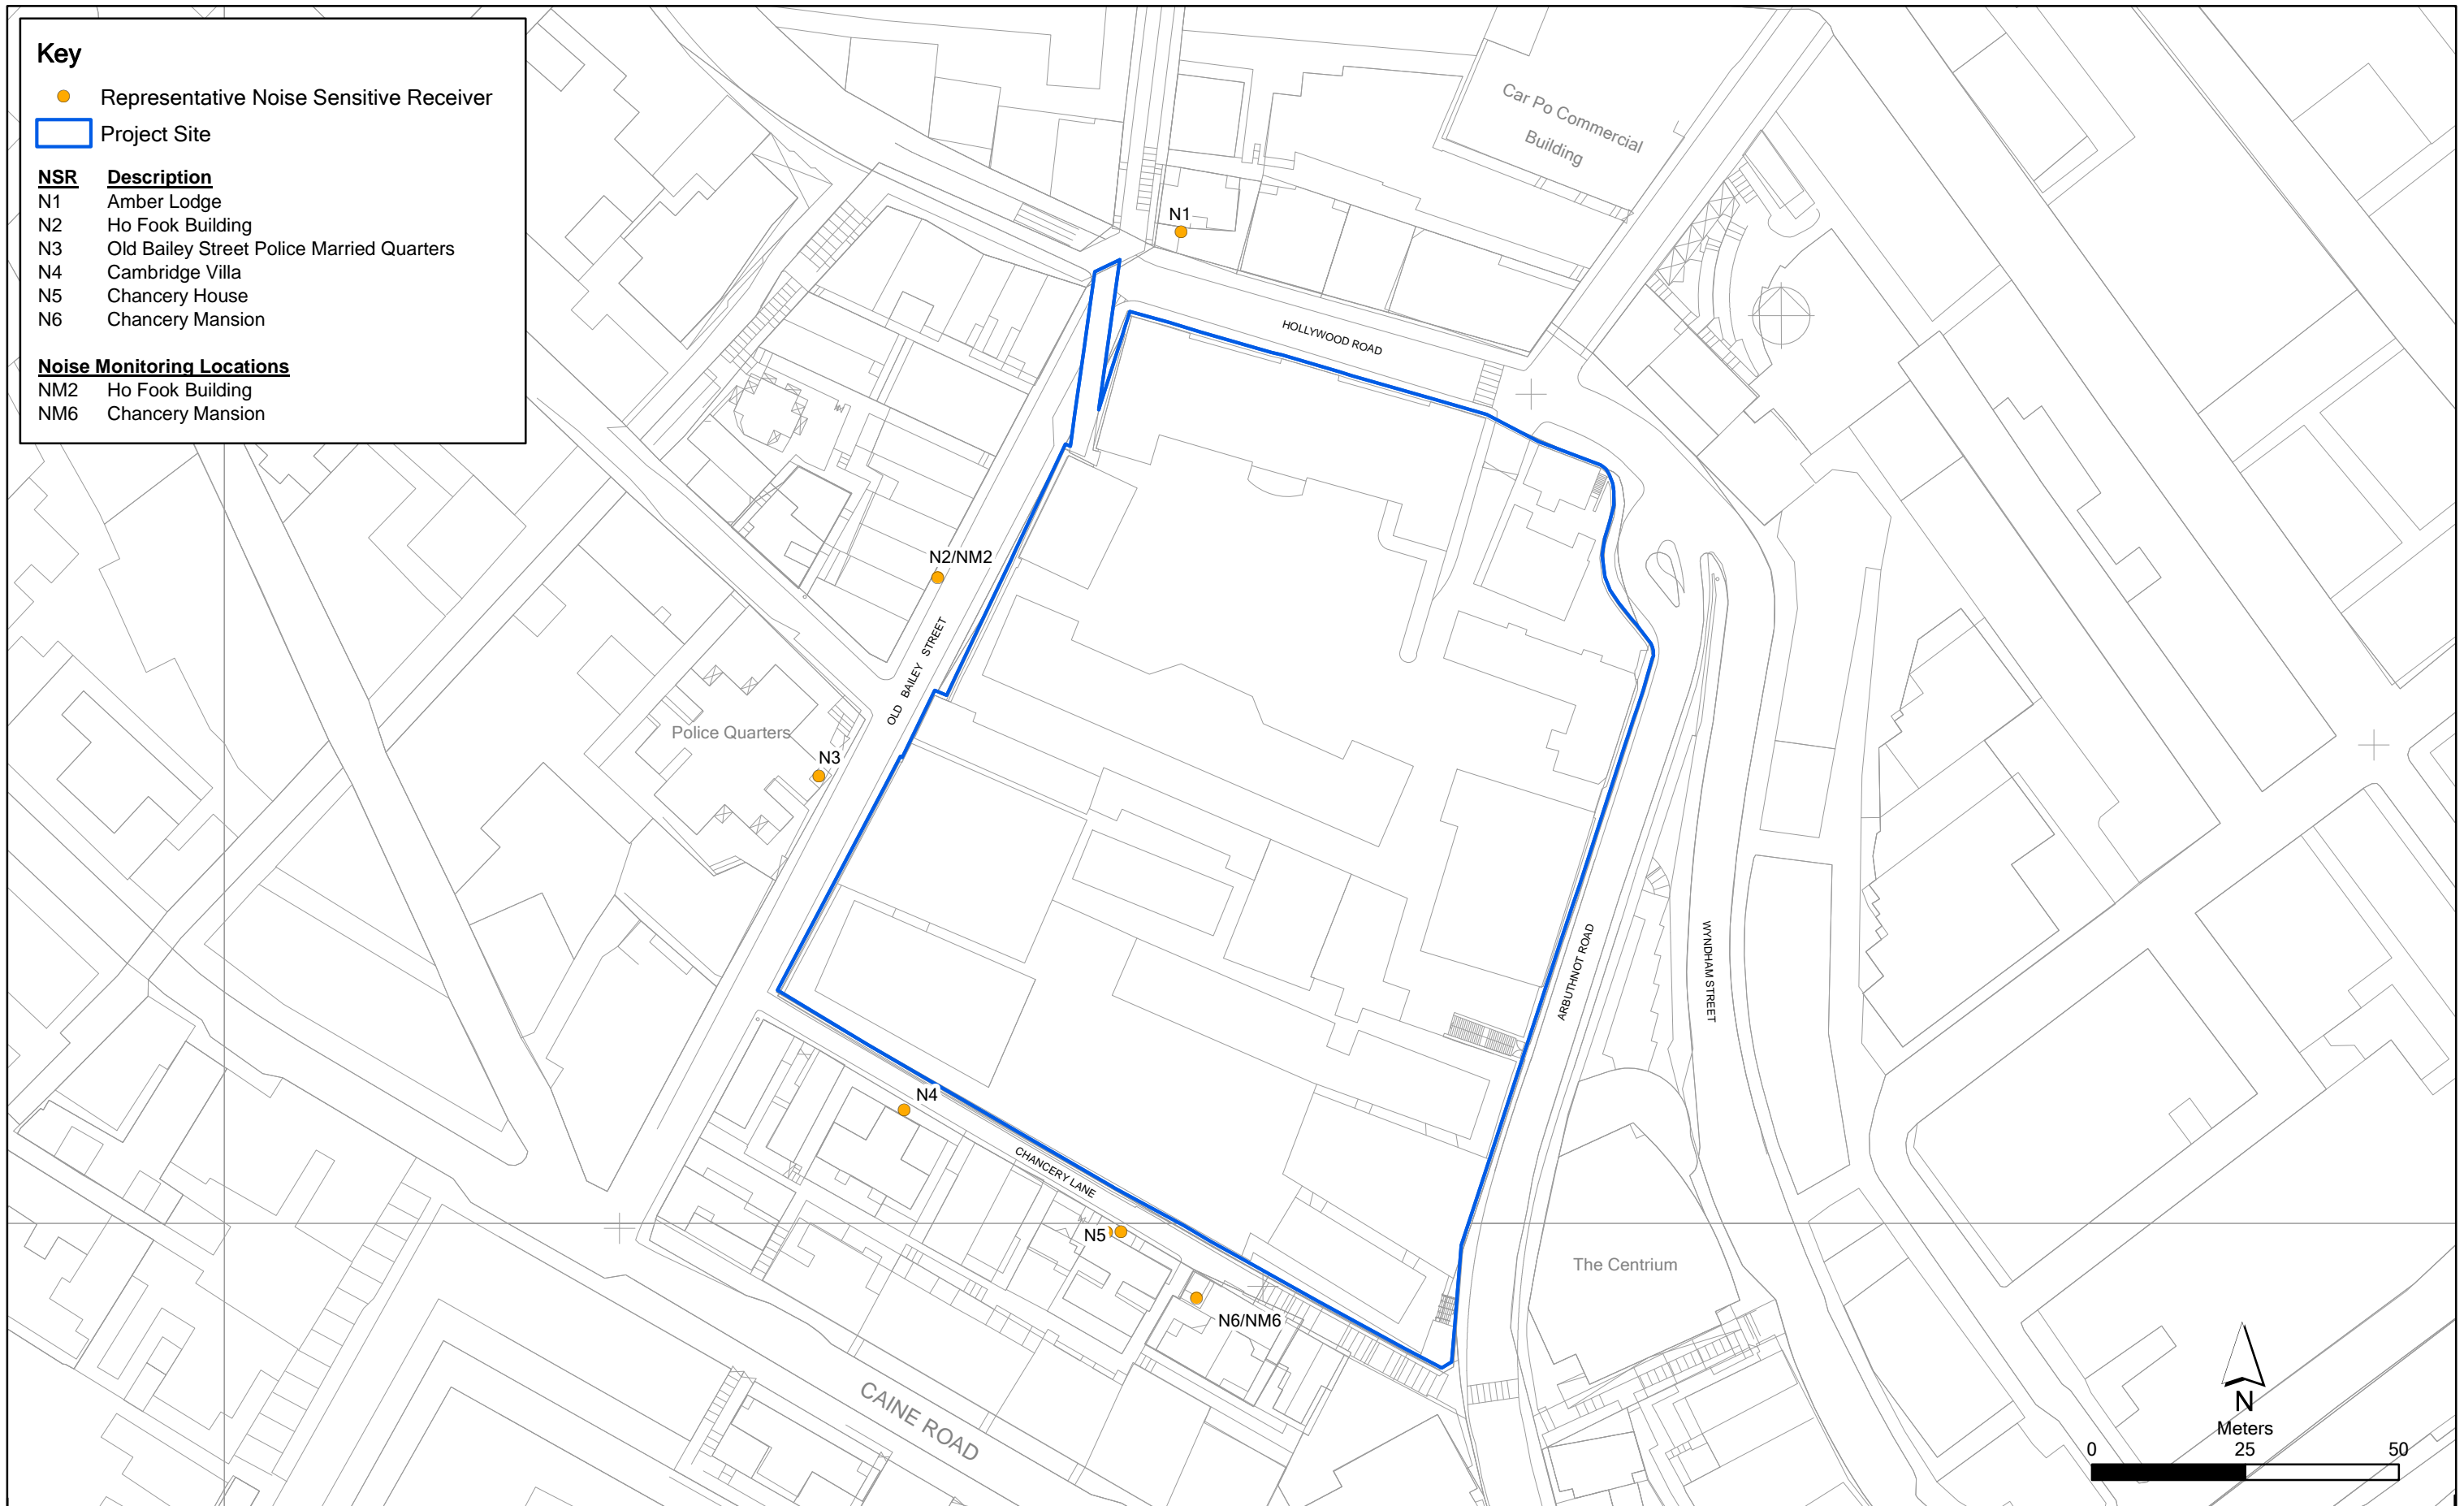 Key
Representative Noise Sensitive Receiver
Project Site
NSR Description
N1 Amber Lodge
N2 Ho Fook Building
N3 Old Bailey Street Police Married Quarters
N4 Cambridge Villa
N5 Chancery House
N6 Chancery Mansion
Noise Monitoring Locations
NM2 Ho Fook Building
NM6 Chancery Mansion
Car Po Commercial
Building
N1
HOLLYWOOD ROAD
N2/NM2
OLD BAILEY STREET
Police Quarters
N3
ARBUTHNOT ROAD
WYNDHAM STREET
N4
CHANCERY LANE
N5
The Centrium
N6/NM6
CAINE ROAD
N
Meters
0 25 50